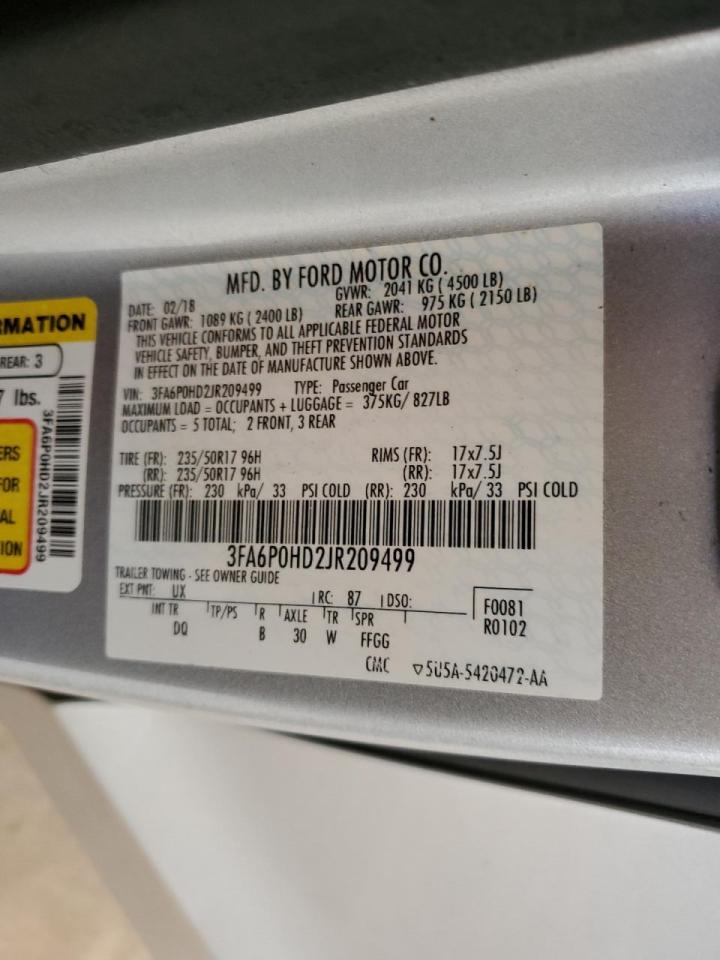 MFD. BY FORD MOTOR CO.
DATE: 02/18 GVWR: 2041 KG ( 4500 LB)
FRONT GAWR: 1089 KG ( 2400 LB) REAR GAWR: 975 KG ( 2150 LB)
THIS VEHICLE CONFORMS TO ALL APPLICABLE FEDERAL MOTOR
VEHICLE SAFETY, BUMPER, AND THEFT PREVENTION STANDARDS
IN EFFECT ON THE DATE OF MANUFACTURE SHOWN ABOVE.
VIN: 3FA6P0HD2JR209499 TYPE: Passenger Car
MAXIMUM LOAD = OCCUPANTS + LUGGAGE = 375KG/ 827LB
OCCUPANTS = 5 TOTAL; 2 FRONT, 3 REAR
TIRE (FR): 235/50R17 96H RIMS (FR): 17x7.5J
(RR): 235/50R17 96H (RR): 17x7.5J
PRESSURE (FR): 230 kPa/ 33 PSI COLD (RR): 230 kPa/ 33 PSI COLD
3FA6P0HD2JR209499
TRAILER TOWING - SEE OWNER GUIDE
EXT PNT: UX RC: 87 DSO:
INT TR TP/PS R AXLE TR SPR
DQ B 30 W FFGG
F0081
R0102
CMC ▽5U5A-5420472-AA
RMATION
REAR: 3
7 lbs.
ERS
FOR
AL
ION
3FA6P0HD2JR209499